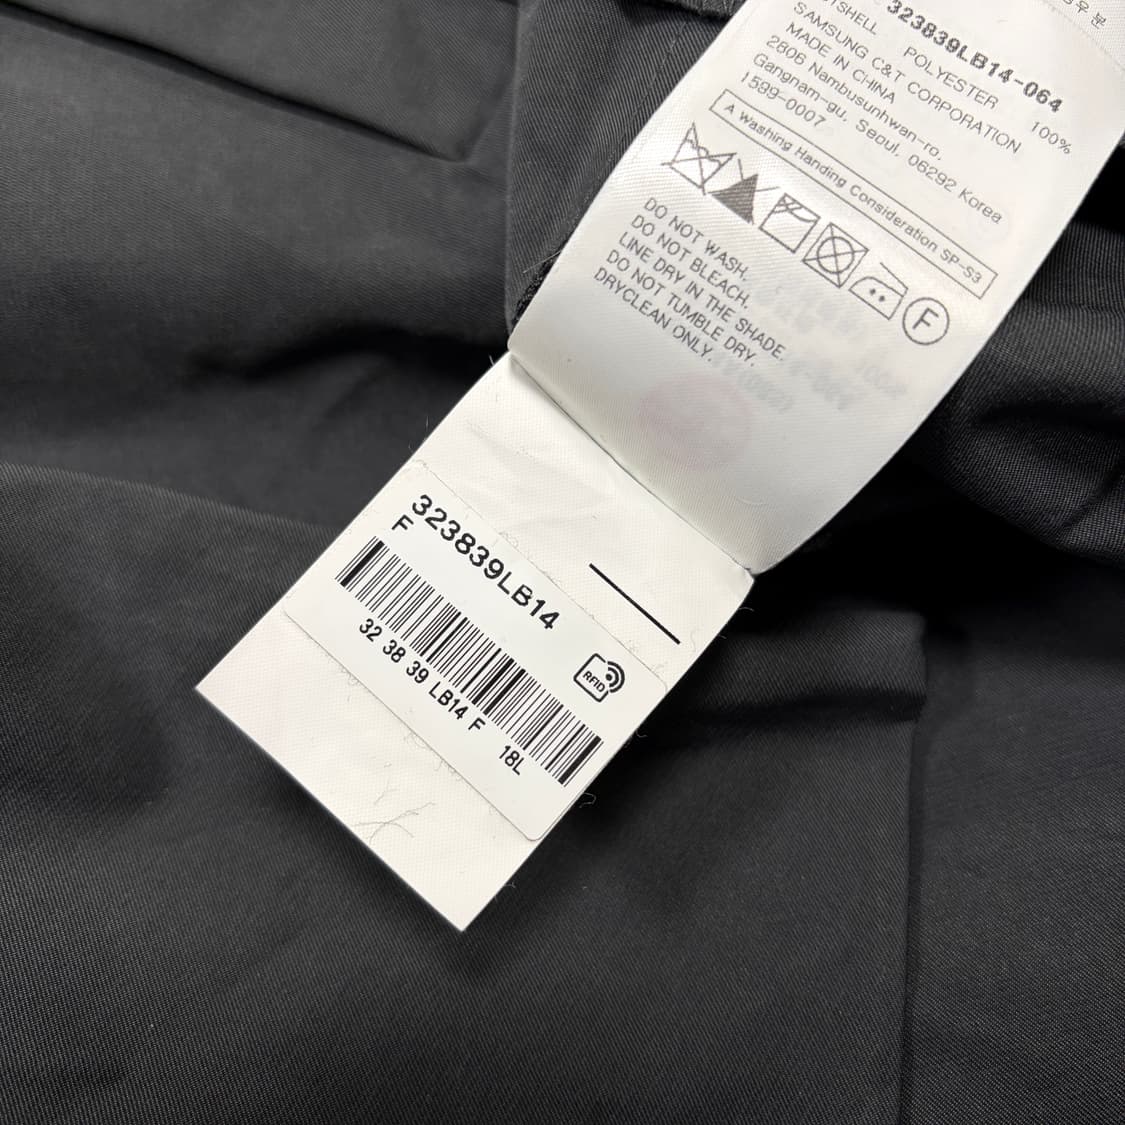 323839LB14-064
POLYESTER 100%
SAMSUNG C&T CORPORATION
MADE IN CHINA
2806 Nambusunhwan-ro,
Gangnam-gu, Seoul, 06292 Korea
1599-0007
A Washing Handing Consideration SP-S3
F
DO NOT WASH,
DO NOT BLEACH,
LINE DRY IN THE SHADE,
DO NOT TUMBLE DRY,
DRYCLEAN ONLY.
323839LB14
F
RFID
32 38 39 LB14 F 18L